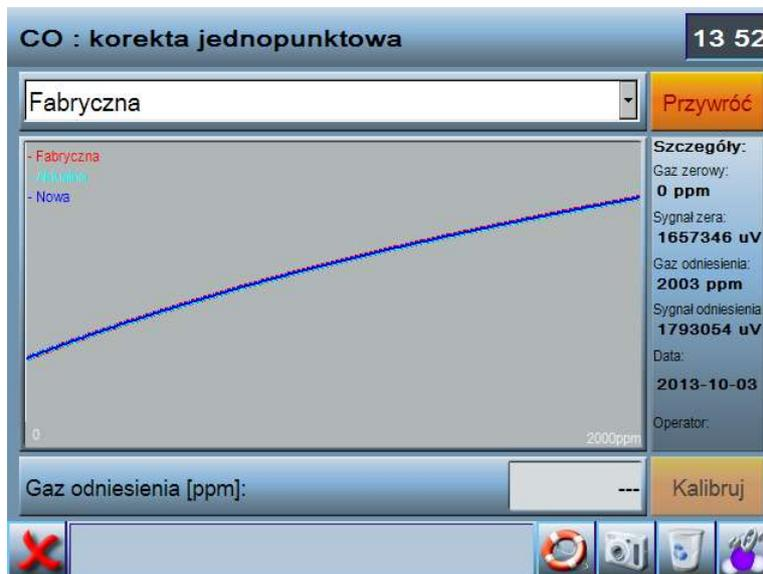 CO : korekta jednopunktowa
13 52
Fabryczna
Przywróć
- Fabryczna
- Aktualna
- Nowa
0
2000ppm
Szczegóły:
Gaz zerowy:
0 ppm
Sygnał zera:
1657346 uV
Gaz odniesienia:
2003 ppm
Sygnał odniesienia
1793054 uV
Data:
2013-10-03
Operator:
Gaz odniesienia [ppm]:
---
Kalibruj